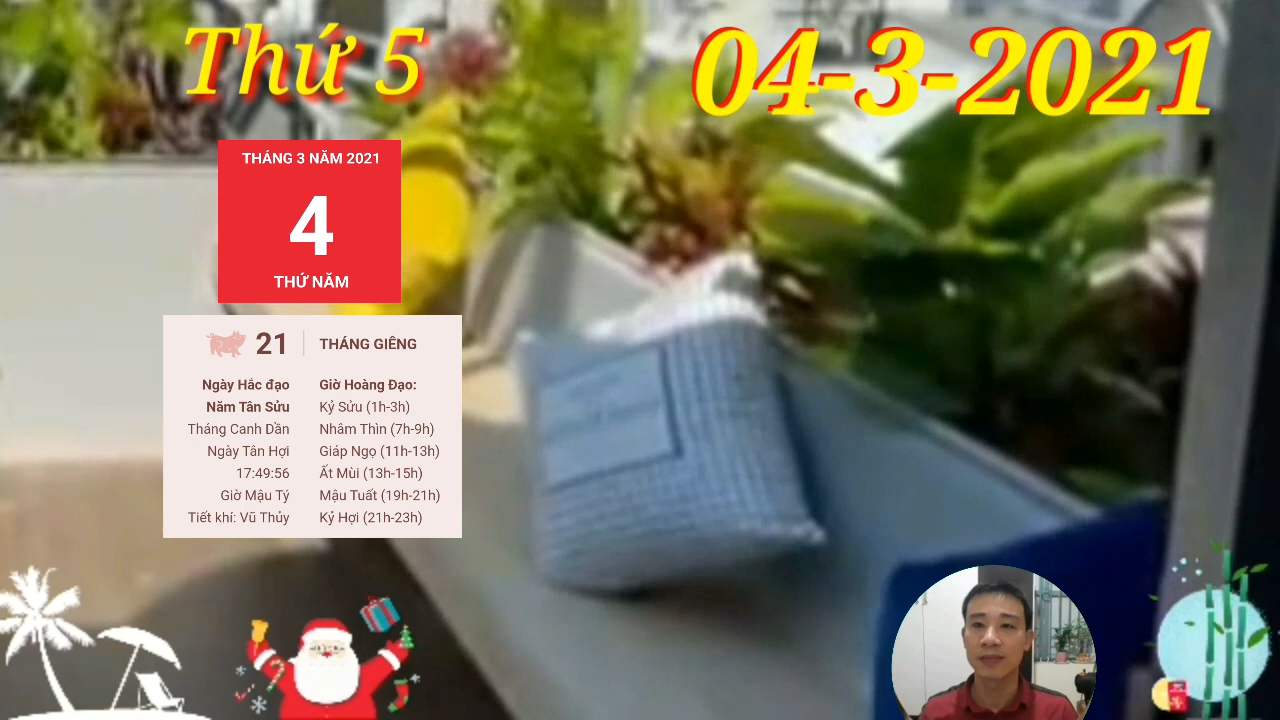 Thứ 5
04-3-2021
THÁNG 3 NĂM 2021
4
THỨ NĂM
21
THÁNG GIÊNG
Ngày Hắc đạo
Năm Tân Sửu
Tháng Canh Dần
Ngày Tân Hợi
17:49:56
Giờ Mậu Tý
Tiết khí: Vũ Thủy
Giờ Hoàng Đạo:
Kỷ Sửu (1h-3h)
Nhâm Thìn (7h-9h)
Giáp Ngọ (11h-13h)
Ất Mùi (13h-15h)
Mậu Tuất (19h-21h)
Kỷ Hợi (21h-23h)